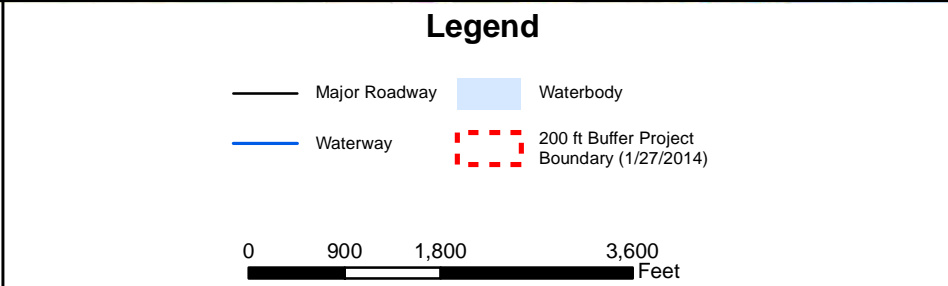 Legend
Major Roadway
Waterbody
Waterway
200 ft Buffer Project
Boundary (1/27/2014)
0 900 1,800 3,600
Feet